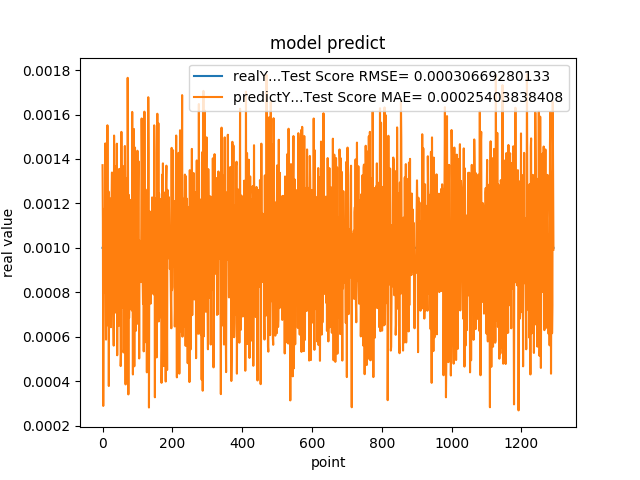 model predict
realY...Test Score RMSE= 0.00030669280133
predictY...Test Score MAE= 0.00025403838408
0.0018
0.0016
0.0014
0.0012
0.0010
0.0008
0.0006
0.0004
0.0002
real value
0 200 400 600 800 1000 1200
point